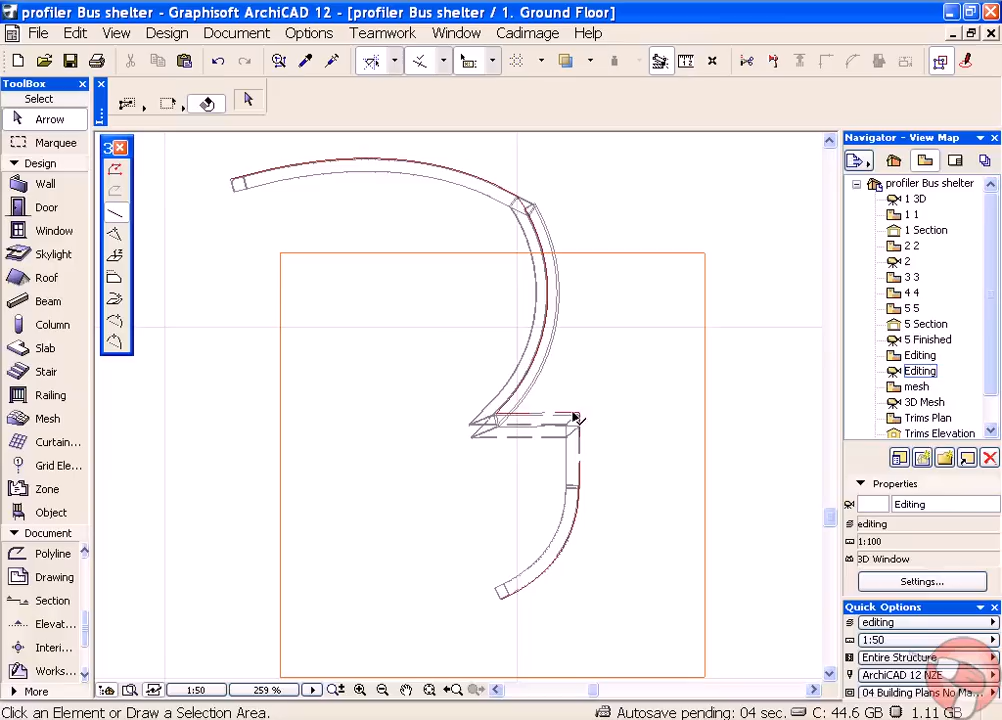 profiler Bus shelter - Graphisoft ArchiCAD 12 - [profiler Bus shelter / 1. Ground Floor]
File Edit View Design Document Options Teamwork Window Cadimage Help
ToolBox
Select
Arrow
Marquee
Design
Wall
Door
Window
Skylight
Roof
Beam
Column
Slab
Stair
Railing
Mesh
Curtain...
Grid Ele...
Zone
Object
Document
Polyline
Drawing
Section
Elevat...
Interi...
Works...
More
3
Navigator - View Map
profiler Bus shelter
1 3D
1 1
1 Section
2 2
2
3 3
4 4
5 5
5 Section
5 Finished
Editing
Editing
mesh
3D Mesh
Trims Plan
Trims Elevation
Properties
Editing
editing
1:100
3D Window
Settings...
Quick Options
editing
1:50
Entire Structure
ArchiCAD 12 NZE
04 Building Plans No Ma...
1:50
259 %
Click an Element or Draw a Selection Area.
Autosave pending: 04 sec.
C: 44.6 GB
1.11 GB